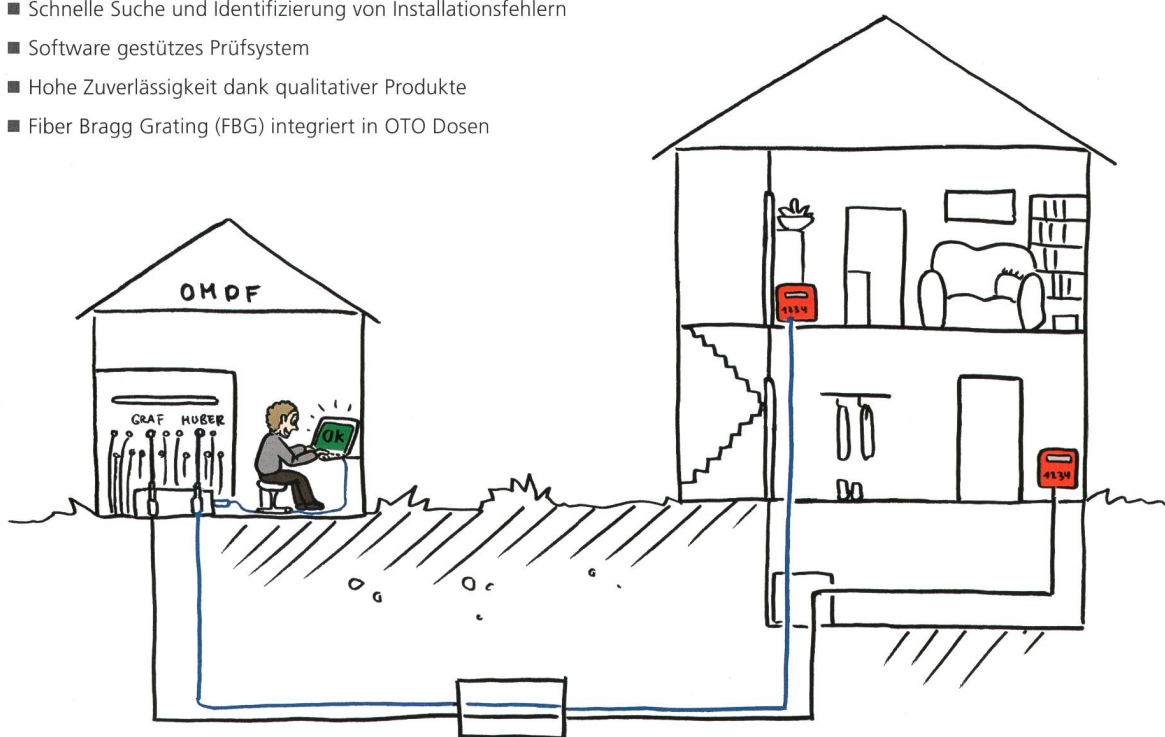 ■ Schnelle Suche und Identifizierung von Installationsfehlern
■ Software gestützes Prüfsystem
■ Hohe Zuverlässigkeit dank qualitativer Produkte
■ Fiber Bragg Grating (FBG) integriert in OTO Dosen
OMDF
1234
GRAF HUBER
Ok
1234